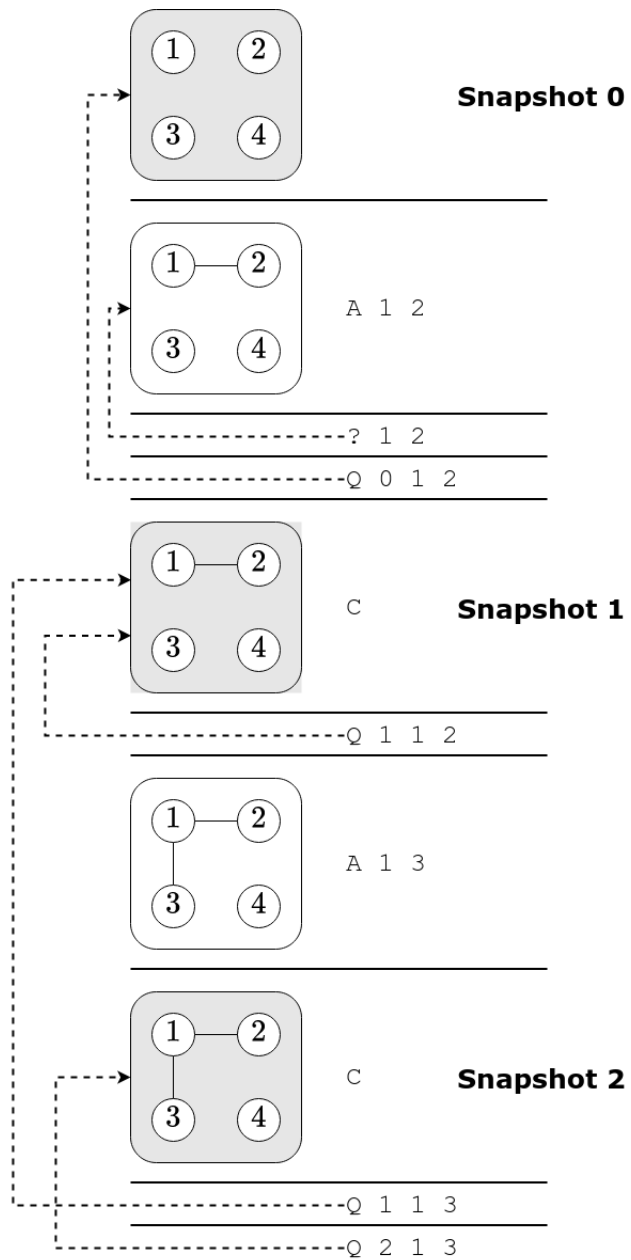 1 2
Snapshot 0
3 4
1 2
A 1 2
3 4
? 1 2
Q 0 1 2
1 2
C Snapshot 1
3 4
Q 1 1 2
1 2
A 1 3
3 4
1 2
C Snapshot 2
3 4
Q 1 1 3
Q 2 1 3